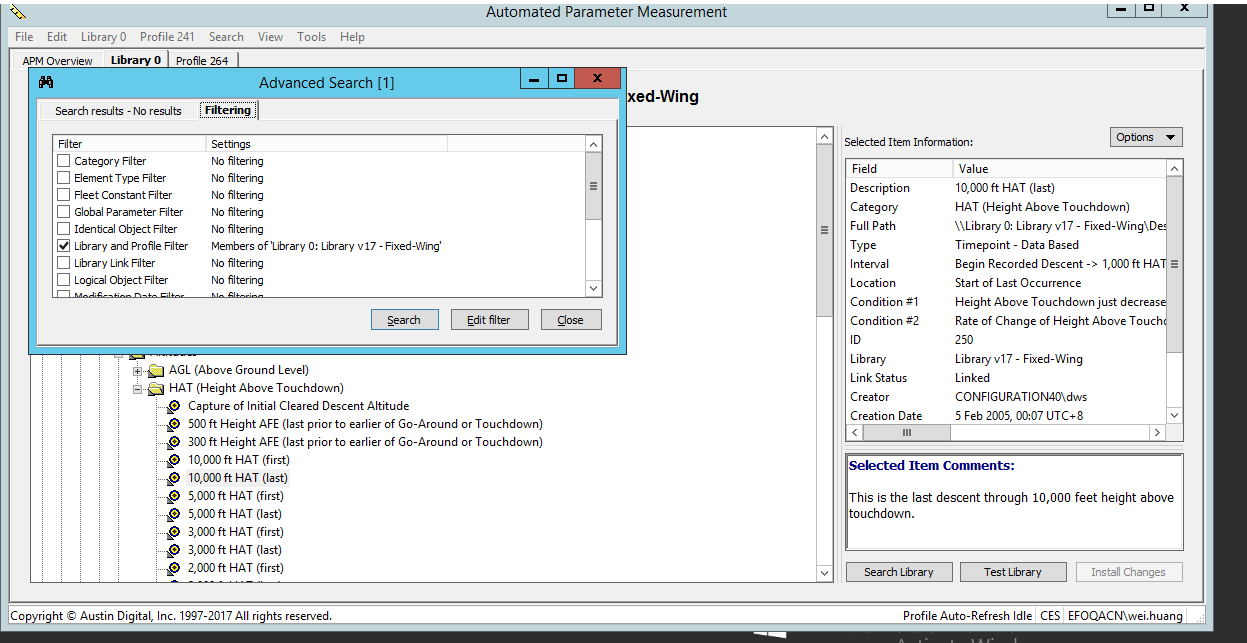 Automated Parameter Measurement
File Edit Library 0 Profile 241 Search View Tools Help
APM Overview Library 0 Profile 264
Advanced Search [1]
Search results - No results Filtering
Filter Settings
Category Filter No filtering
Element Type Filter No filtering
Fleet Constant Filter No filtering
Global Parameter Filter No filtering
Identical Object Filter No filtering
Library and Profile Filter Members of 'Library 0: Library v17 - Fixed-Wing'
Library Link Filter No filtering
Logical Object Filter No filtering
Modification Date Filter No filtering
Search Edit filter Close
xed-Wing
AGL (Above Ground Level)
HAT (Height Above Touchdown)
Capture of Initial Cleared Descent Altitude
500 ft Height AFE (last prior to earlier of Go-Around or Touchdown)
300 ft Height AFE (last prior to earlier of Go-Around or Touchdown)
10,000 ft HAT (first)
10,000 ft HAT (last)
5,000 ft HAT (first)
5,000 ft HAT (last)
3,000 ft HAT (first)
3,000 ft HAT (last)
2,000 ft HAT (first)
Selected Item Information: Options
Field Value
Description 10,000 ft HAT (last)
Category HAT (Height Above Touchdown)
Full Path \\Library 0: Library v17 - Fixed-Wing\Des
Type Timepoint - Data Based
Interval Begin Recorded Descent -> 1,000 ft HAT
Location Start of Last Occurrence
Condition #1 Height Above Touchdown just decrease
Condition #2 Rate of Change of Height Above Touch
ID 250
Library Library v17 - Fixed-Wing
Link Status Linked
Creator CONFIGURATION40\dws
Creation Date 5 Feb 2005, 00:07 UTC+8
Selected Item Comments:
This is the last descent through 10,000 feet height above
touchdown.
Search Library Test Library Install Changes
Copyright © Austin Digital, Inc. 1997-2017 All rights reserved.
Profile Auto-Refresh Idle CES EFOQACN\wei.huang